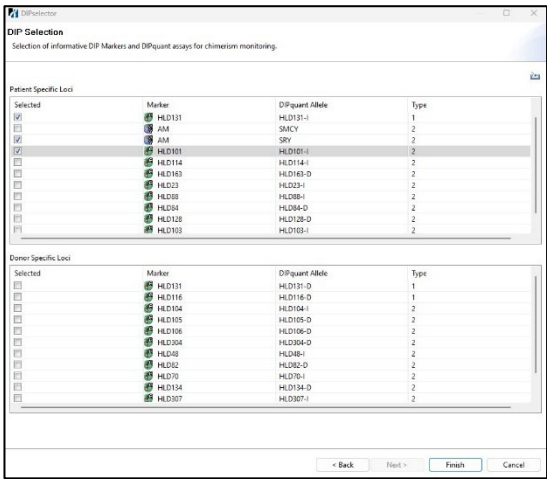 DIPselector
DIP Selection
Selection of informative DIP Markers and DIPquant assays for chimerism monitoring.
Patient Specific Loci
Selected Marker DIPquant Allele Type
HLD131 HLD131-I 1
AM SMCY 2
AM SRY 2
HLD101 HLD101-I 2
HLD114 HLD114-I 2
HLD163 HLD163-D 2
HLD23 HLD23-I 2
HLD88 HLD88-I 2
HLD84 HLD84-D 2
HLD128 HLD128-D 2
HLD103 HLD103-I 2
Donor Specific Loci
Selected Marker DIPquant Allele Type
HLD131 HLD131-D 1
HLD116 HLD116-D 1
HLD104 HLD104-I 2
HLD105 HLD105-D 2
HLD106 HLD106-D 2
HLD304 HLD304-D 2
HLD48 HLD48-I 2
HLD82 HLD82-D 2
HLD70 HLD70-I 2
HLD134 HLD134-D 2
HLD307 HLD307-I 2
< Back Next > Finish Cancel